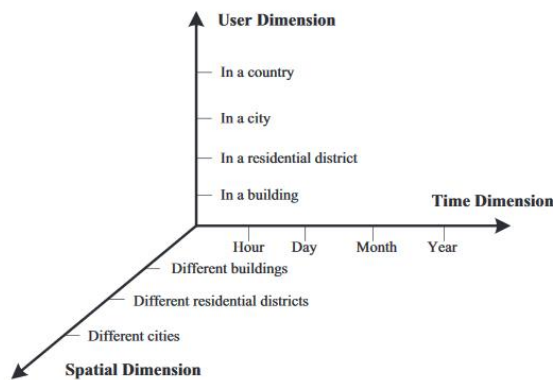 User Dimension
In a country
In a city
In a residential district
In a building
Time Dimension
Hour Day Month Year
Different buildings
Different residential districts
Different cities
Spatial Dimension